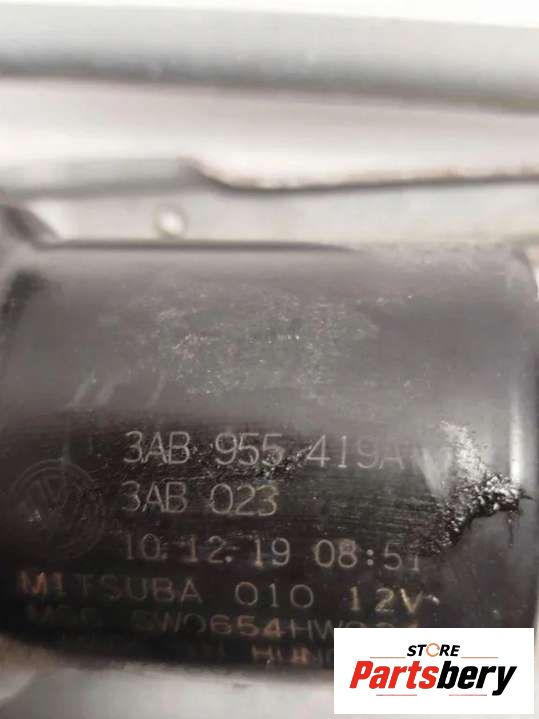 3AB 955 419A
3AB 023
10.12.19 08:51
MITSUBA 010 12V
STORE
Partsbery